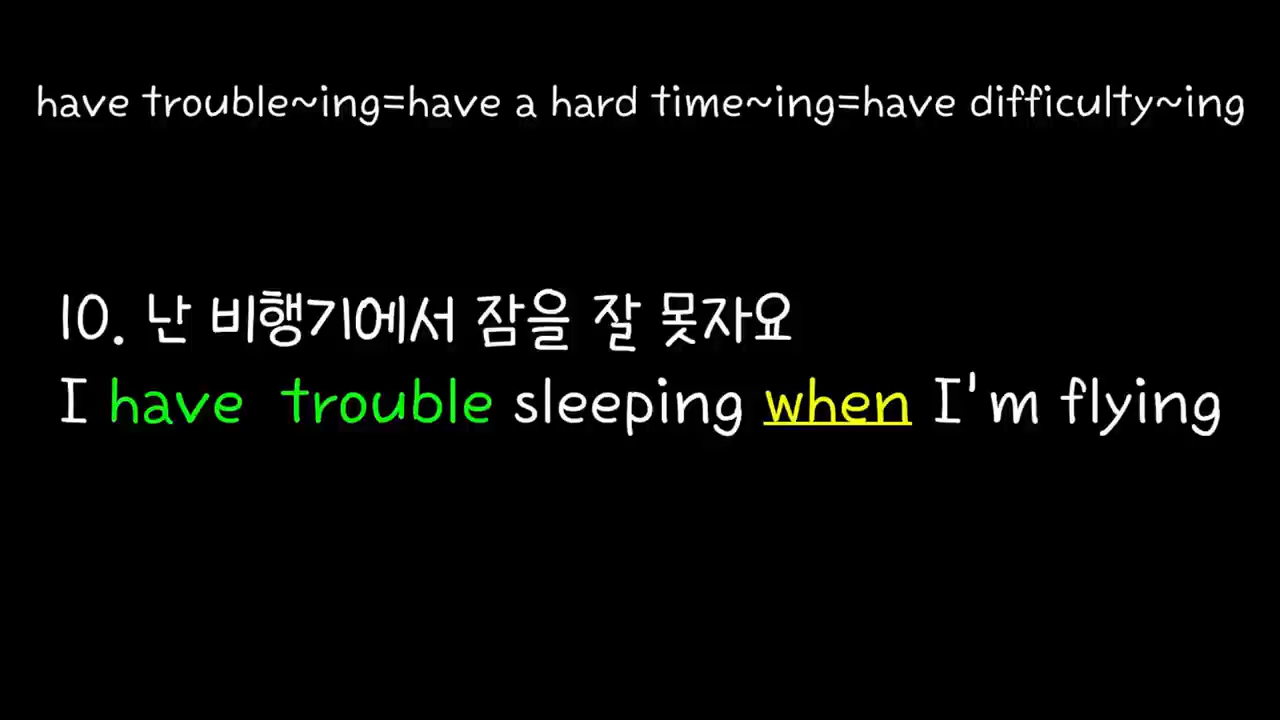 have trouble~ing=have a hard time~ing=have difficulty~ing
10. 난 비행기에서 잠을 잘 못자요
I have trouble sleeping when I'm flying